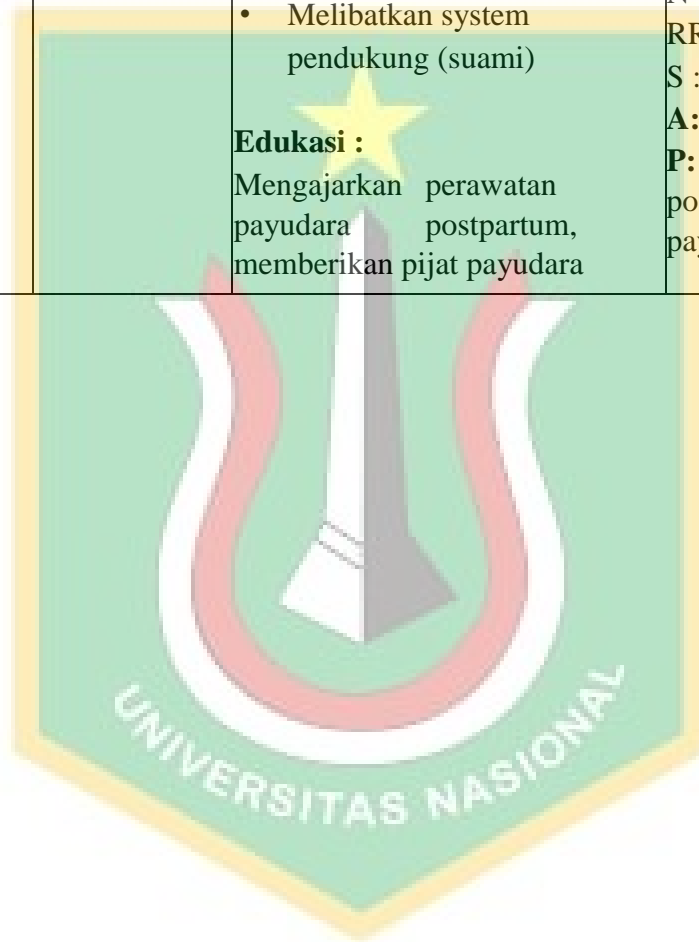 • Melibatkan system
pendukung (suami)
Edukasi :
Mengajarkan perawatan
payudara postpartum,
memberikan pijat payudara
RR
S :
A:
P:
po
pay
UNIVERSITAS NASIONAL